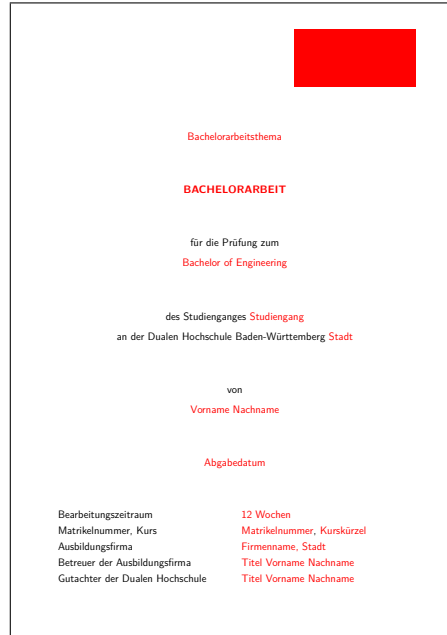 Bachelorarbeitsthema
BACHELORARBEIT
für die Prüfung zum
Bachelor of Engineering
des Studienganges Studiengang
an der Dualen Hochschule Baden-Württemberg Stadt
von
Vorname Nachname
Abgabedatum
Bearbeitungszeitraum 12 Wochen
Matrikelnummer, Kurs Matrikelnummer, Kurskürzel
Ausbildungsfirma Firmenname, Stadt
Betreuer der Ausbildungsfirma Titel Vorname Nachname
Gutachter der Dualen Hochschule Titel Vorname Nachname